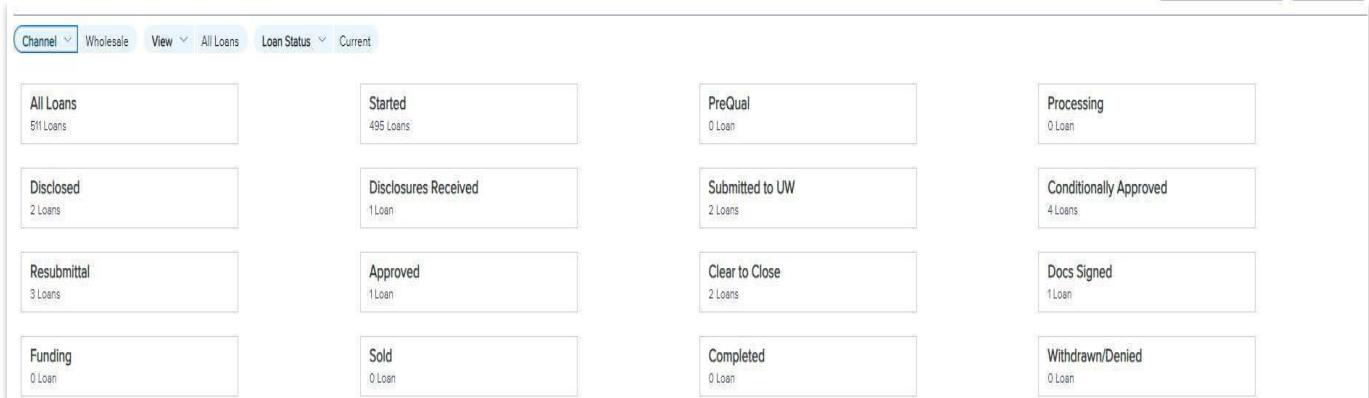 Channel Wholesale View All Loans Loan Status Current
All Loans Started PreQual Processing
511 Loans 495 Loans 0 Loan 0 Loan
Disclosed Disclosures Received Submitted to UW Conditionally Approved
2 Loans 1 Loan 2 Loans 4 Loans
Resubmittal Approved Clear to Close Docs Signed
3 Loans 1 Loan 2 Loans 1 Loan
Funding Sold Completed Withdrawn/Denied
0 Loan 0 Loan 0 Loan 0 Loan